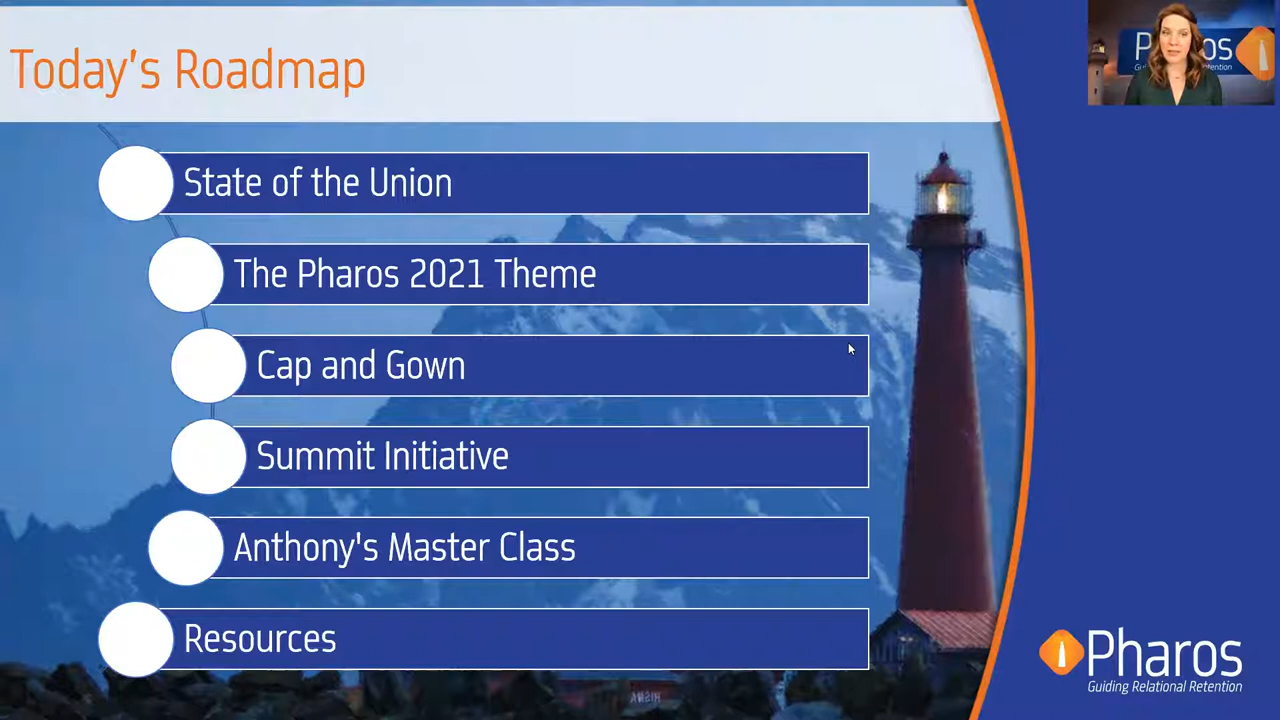 Today's Roadmap
Pharos
State of the Union
The Pharos 2021 Theme
Cap and Gown
Summit Initiative
Anthony's Master Class
Resources
Pharos
Guiding Relational Retention